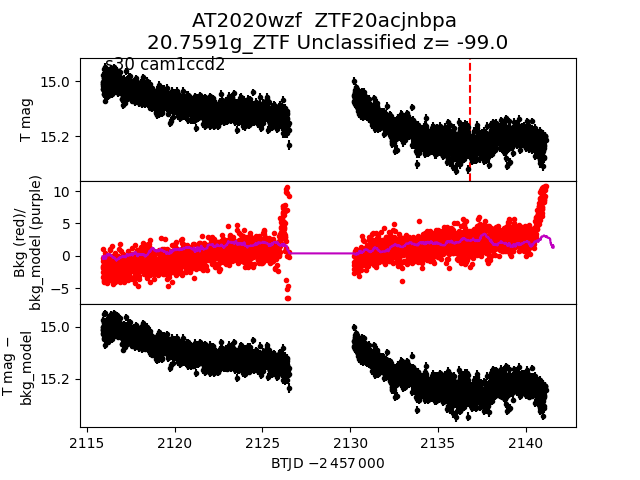 AT2020wzf  ZTF20acjnbpa
20.7591g_ZTF Unclassified z= -99.0
s30 cam1ccd2
T mag
15.0
15.2
Bkg (red)/
bkg_model (purple)
10
5
0
−5
T mag −
bkg_model
15.0
15.2
2115
2120
2125
2130
2135
2140
BTJD −2 457 000